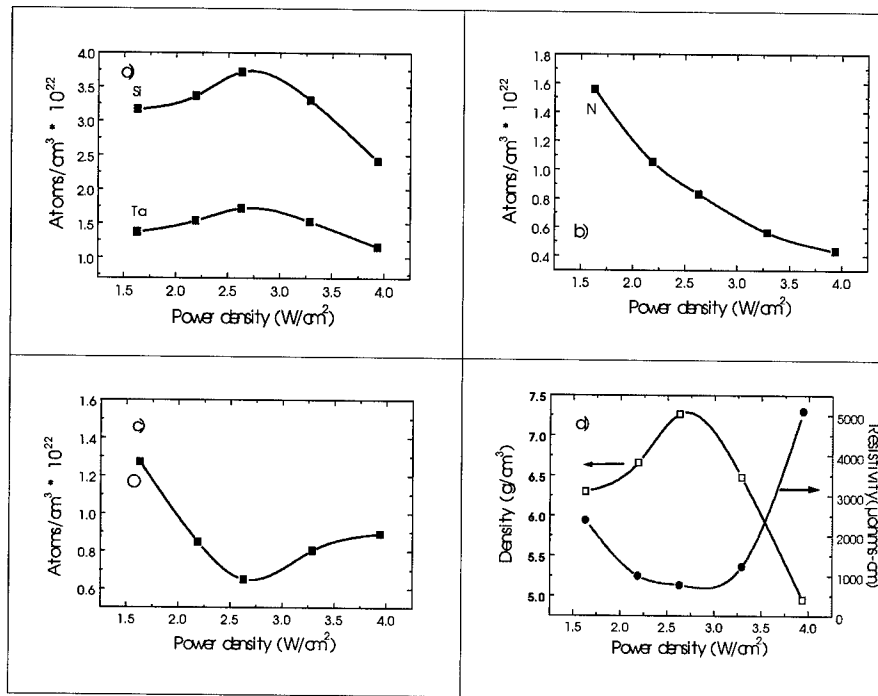 a)
Si
Ta
4.0
3.5
3.0
2.5
2.0
1.5
1.0
Atoms/cm³ * 10²²
1.5 2.0 2.5 3.0 3.5 4.0
Power density (W/cm²)
N
b)
1.8
1.6
1.4
1.2
1.0
0.8
0.6
0.4
Atoms/cm³ * 10²²
1.5 2.0 2.5 3.0 3.5 4.0
Power density (W/cm²)
c)
O
1.6
1.4
1.2
1.0
0.8
0.6
Atoms/cm³ * 10²²
1.5 2.0 2.5 3.0 3.5 4.0
Power density (W/cm²)
d)
7.5
7.25
6.5
6.0
5.5
5.25
5.0
Density (g/cm³)
5000
4000
3000
2000
1000
0
Resistivity(μohms-cm)
1.5 2.0 2.5 3.0 3.5 4.0
Power density (W/cm²)